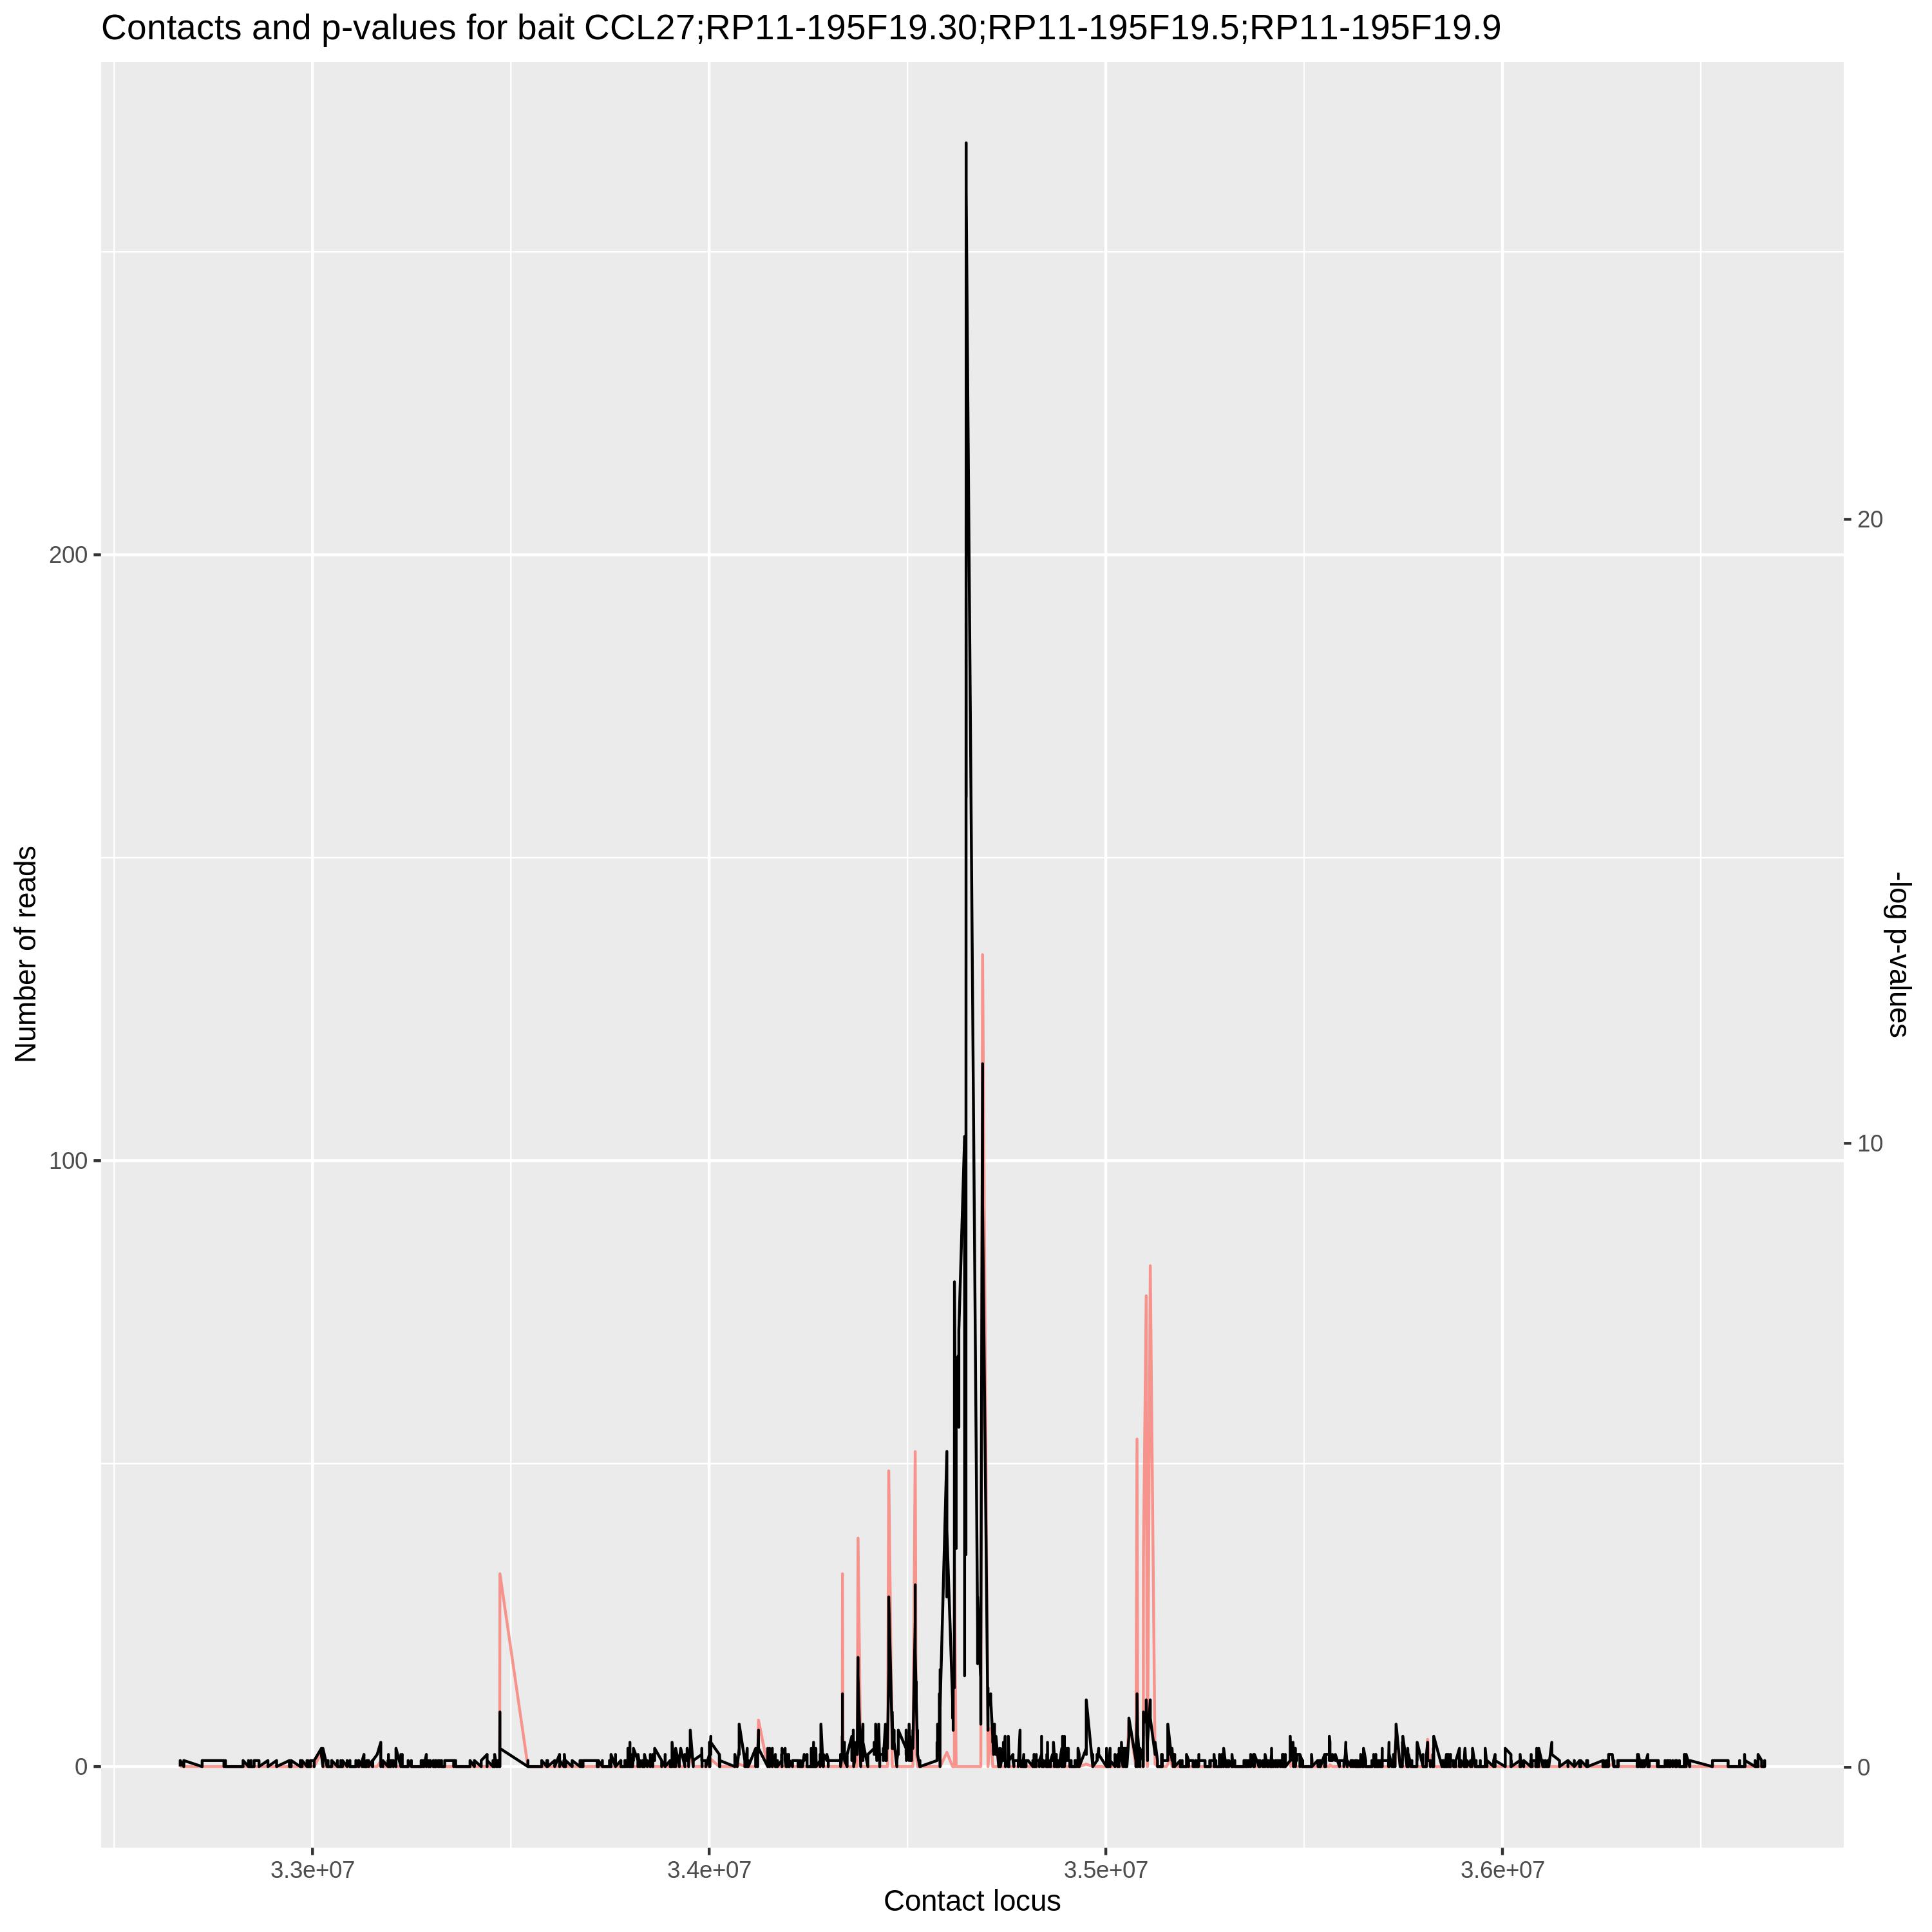 Contacts and p-values for bait CCL27;RP11-195F19.30;RP11-195F19.5;RP11-195F19.9
Number of reads
200
100
0
20
10
0
-log p-values
3.3e+07
3.4e+07
3.5e+07
3.6e+07
Contact locus